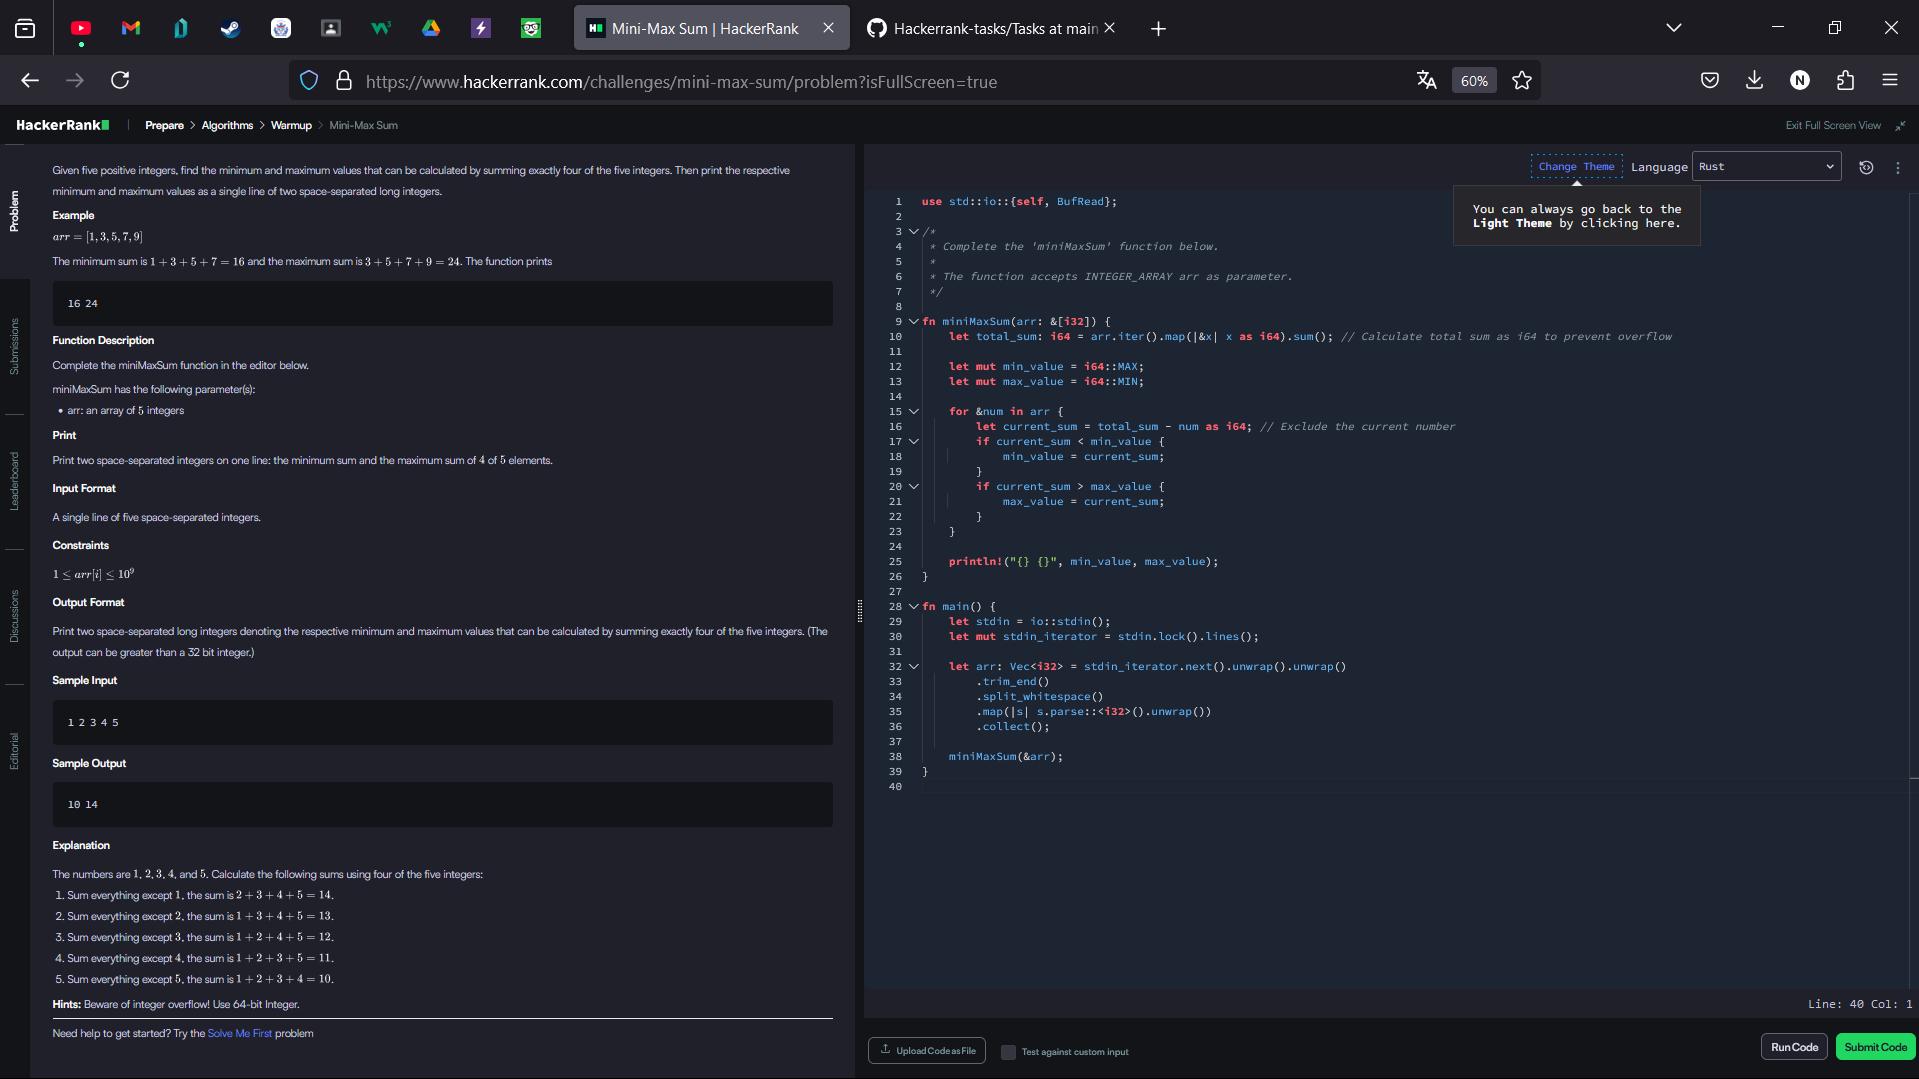 Mini-Max Sum | HackerRank
Hackerrank-tasks/Tasks at main
https://www.hackerrank.com/challenges/mini-max-sum/problem?isFullScreen=true
60%
N
HackerRank
Prepare > Algorithms > Warmup > Mini-Max Sum
Exit Full Screen View
Problem
Submissions
Leaderboard
Discussions
Editorial
Given five positive integers, find the minimum and maximum values that can be calculated by summing exactly four of the five integers. Then print the respective
minimum and maximum values as a single line of two space-separated long integers.
Example
arr = [1, 3, 5, 7, 9]
The minimum sum is 1 + 3 + 5 + 7 = 16 and the maximum sum is 3 + 5 + 7 + 9 = 24. The function prints
16 24
Function Description
Complete the miniMaxSum function in the editor below.
miniMaxSum has the following parameter(s):
• arr: an array of 5 integers
Print
Print two space-separated integers on one line: the minimum sum and the maximum sum of 4 of 5 elements.
Input Format
A single line of five space-separated integers.
Constraints
1 ≤ arr[i] ≤ 10⁹
Output Format
Print two space-separated long integers denoting the respective minimum and maximum values that can be calculated by summing exactly four of the five integers. (The
output can be greater than a 32 bit integer.)
Sample Input
1 2 3 4 5
Sample Output
10 14
Explanation
The numbers are 1, 2, 3, 4, and 5. Calculate the following sums using four of the five integers:
1. Sum everything except 1, the sum is 2 + 3 + 4 + 5 = 14.
2. Sum everything except 2, the sum is 1 + 3 + 4 + 5 = 13.
3. Sum everything except 3, the sum is 1 + 2 + 4 + 5 = 12.
4. Sum everything except 4, the sum is 1 + 2 + 3 + 5 = 11.
5. Sum everything except 5, the sum is 1 + 2 + 3 + 4 = 10.
Hints: Beware of integer overflow! Use 64-bit Integer.
Need help to get started? Try the Solve Me First problem
Change Theme
Language
Rust
You can always go back to the
Light Theme by clicking here.
1 use std::io::{self, BufRead};
2
3 /*
4 * Complete the 'miniMaxSum' function below.
5 *
6 * The function accepts INTEGER_ARRAY arr as parameter.
7 */
8
9 fn miniMaxSum(arr: &[i32]) {
10 let total_sum: i64 = arr.iter().map(|&x| x as i64).sum(); // Calculate total sum as i64 to prevent overflow
11
12 let mut min_value = i64::MAX;
13 let mut max_value = i64::MIN;
14
15 for &num in arr {
16 let current_sum = total_sum - num as i64; // Exclude the current number
17 if current_sum < min_value {
18 min_value = current_sum;
19 }
20 if current_sum > max_value {
21 max_value = current_sum;
22 }
23 }
24
25 println!("{} {}", min_value, max_value);
26 }
27
28 fn main() {
29 let stdin = io::stdin();
30 let mut stdin_iterator = stdin.lock().lines();
31
32 let arr: Vec<i32> = stdin_iterator.next().unwrap().unwrap()
33 .trim_end()
34 .split_whitespace()
35 .map(|s| s.parse::<i32>().unwrap())
36 .collect();
37
38 miniMaxSum(&arr);
39 }
40
Line: 40 Col: 1
Upload Code as File
Test against custom input
Run Code
Submit Code